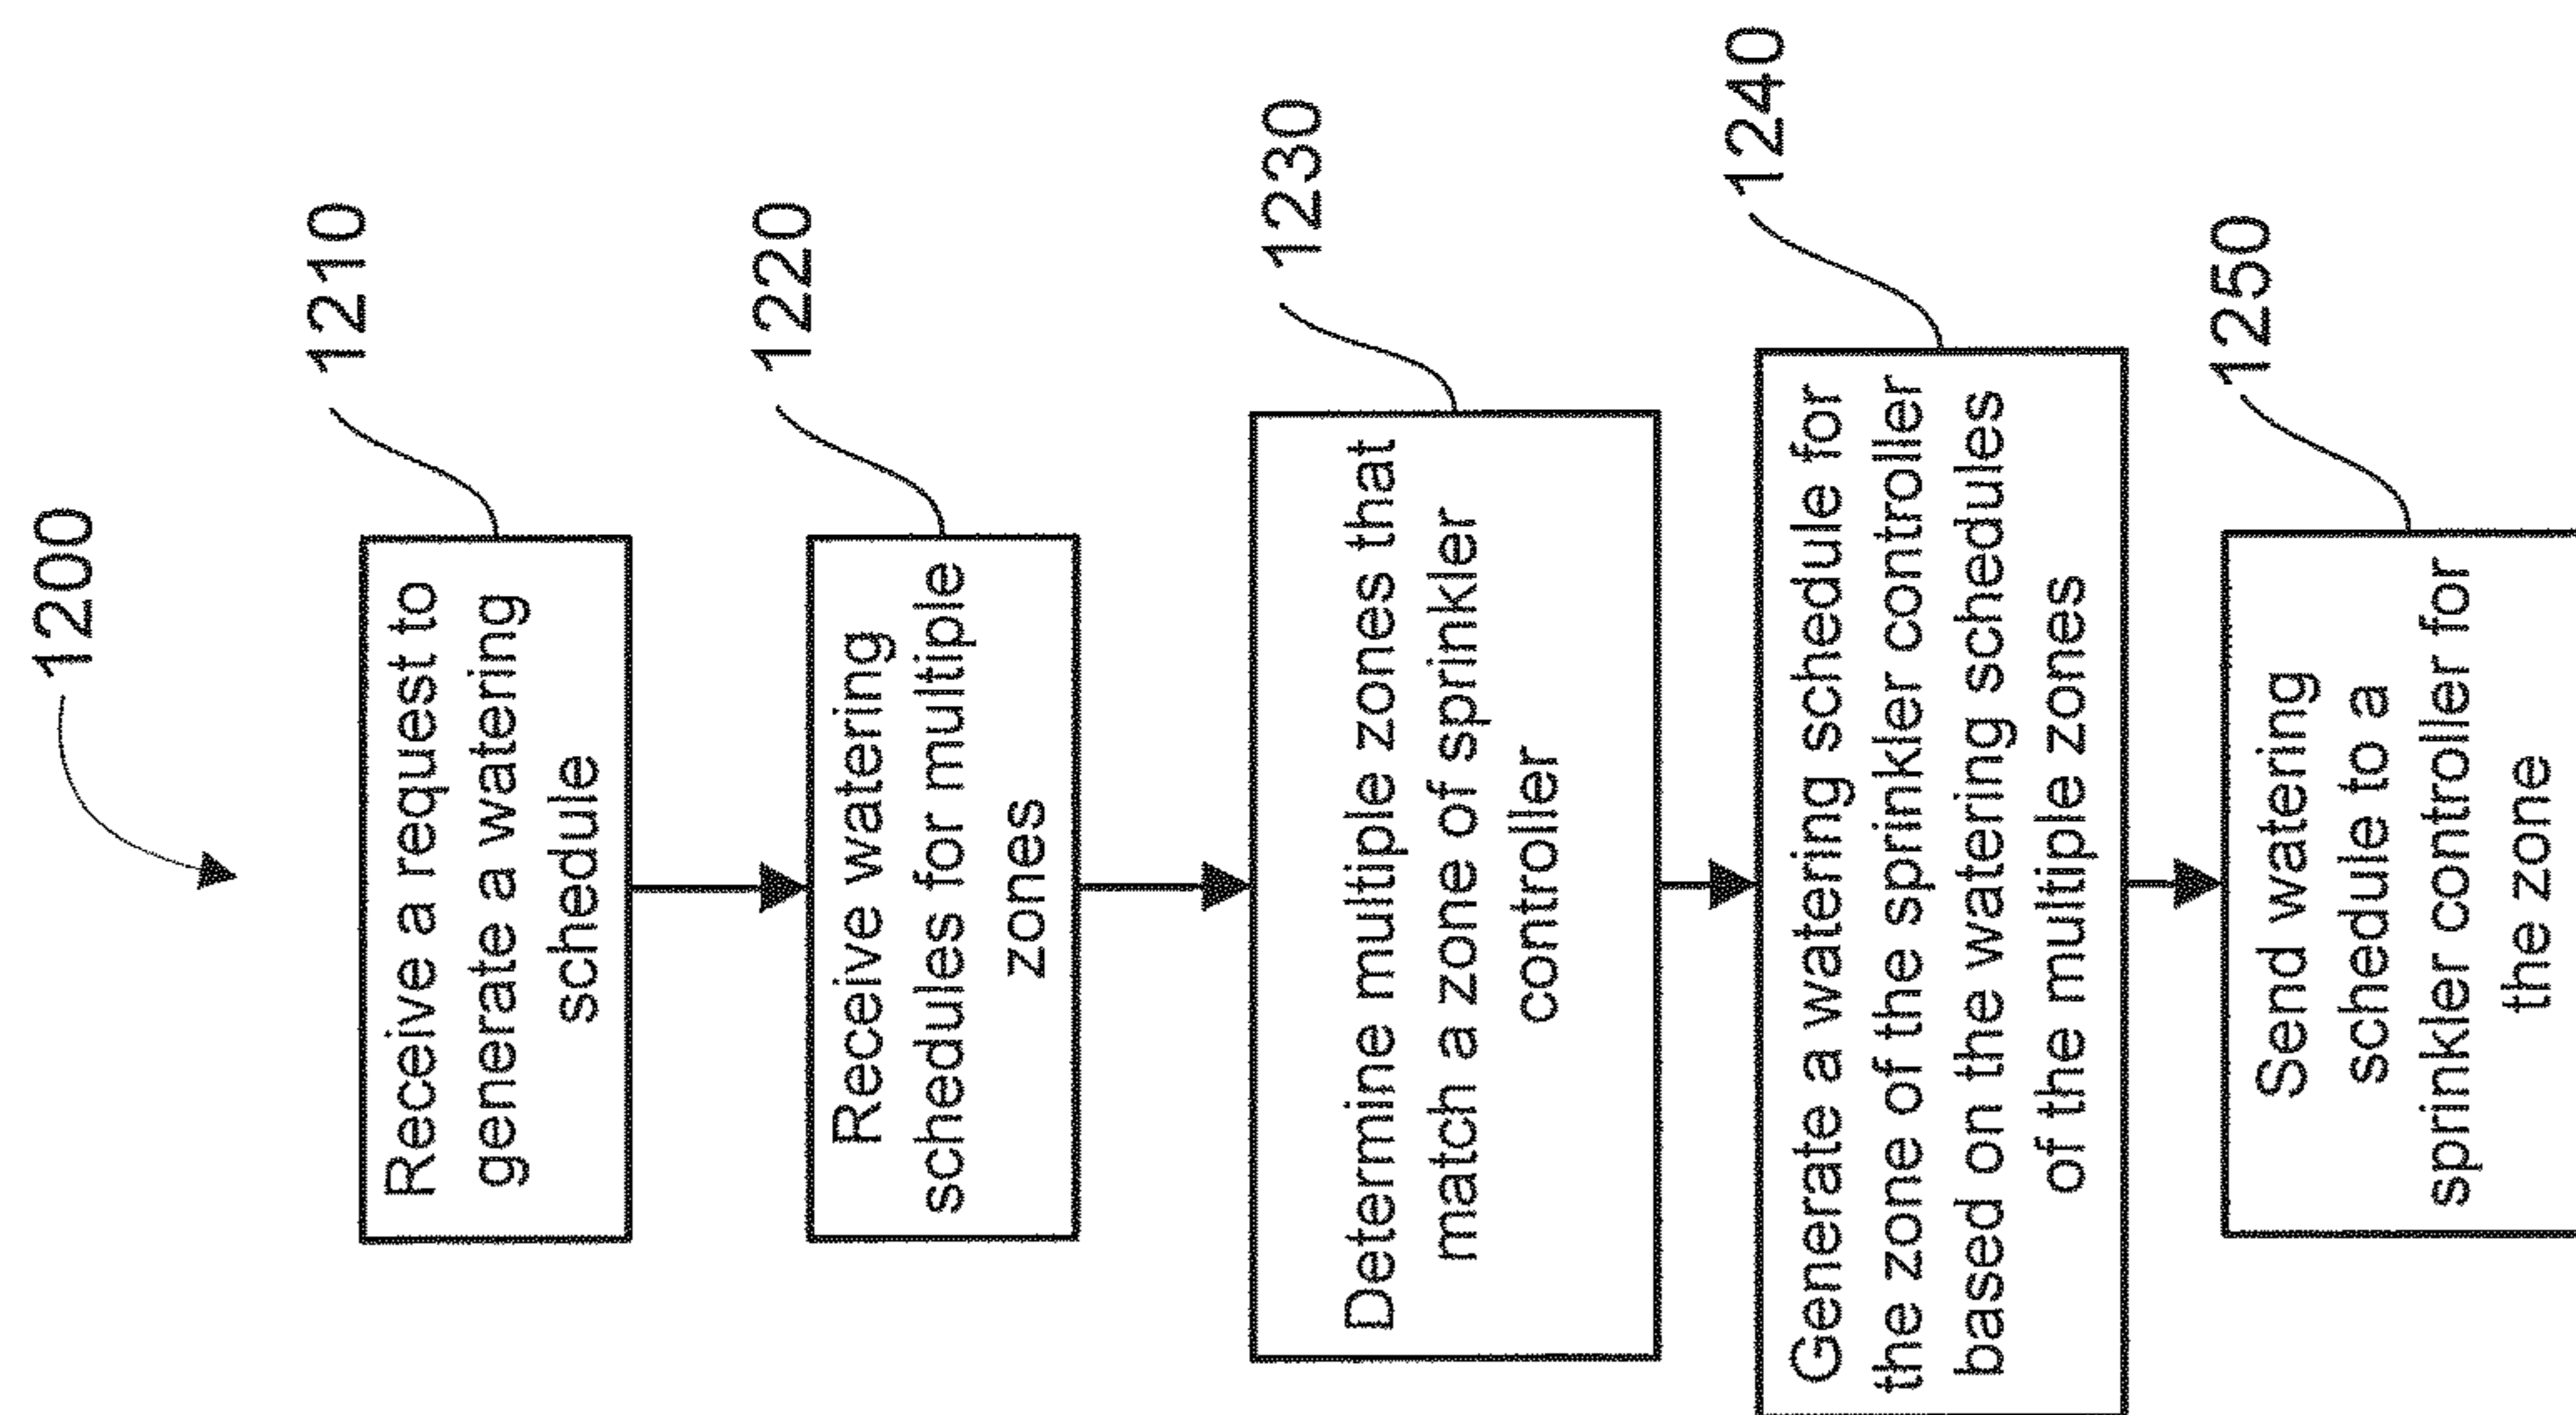 1200
1210
Receive a request to
generate a watering
schedule
1220
Receive watering
schedules for multiple
zones
1230
Determine multiple zones that
match a zone of sprinkler
controller
1240
Generate a watering schedule for
the zone of the sprinkler controller
based on the watering schedules
of the multiple zones
1250
Send watering
schedule to a
sprinkler controller for
the zone